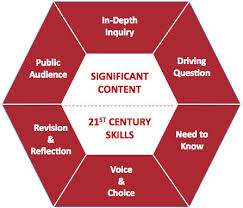 In-Depth
Inquiry
Public
Audience
Driving
Question
SIGNIFICANT
CONTENT
21ST CENTURY
SKILLS
Revision
&
Reflection
Need to
Know
Voice
&
Choice